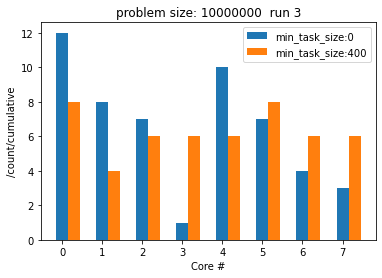 problem size: 10000000  run 3
min_task_size:0
min_task_size:400
/count/cumulative
12
10
8
6
4
2
0
0 1 2 3 4 5 6 7
Core #